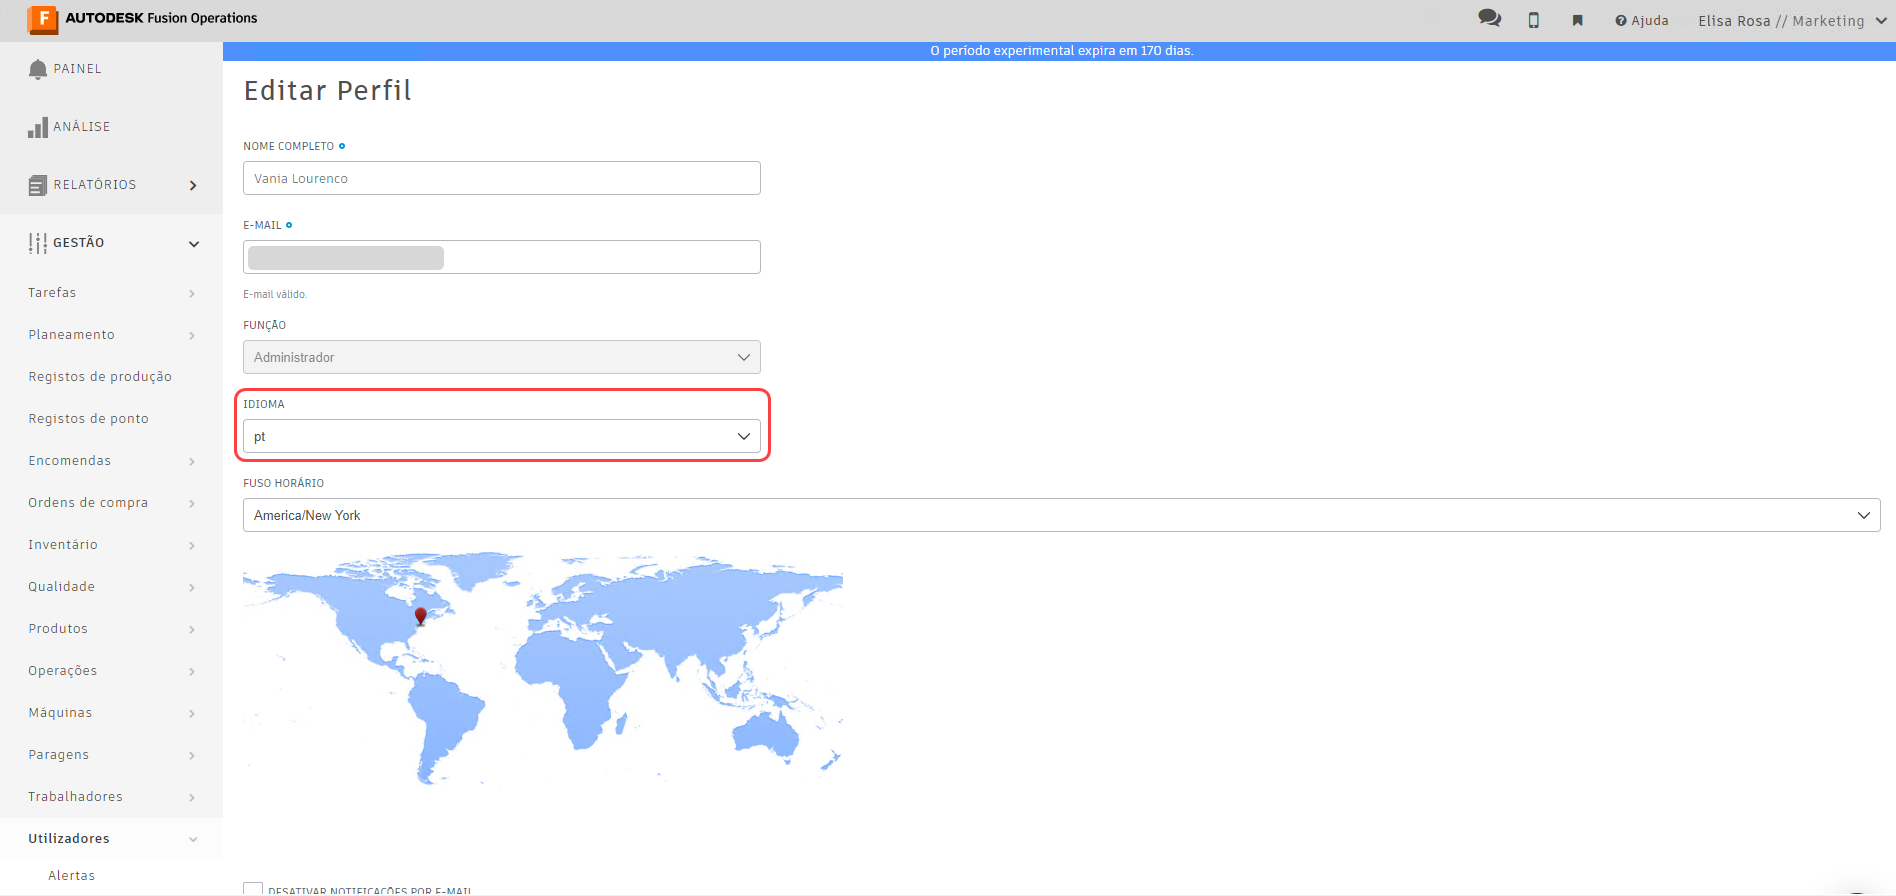 F AUTODESK Fusion Operations
Ajuda
Elisa Rosa // Marketing
O período experimental expira em 170 dias.
PAINEL
ANÁLISE
RELATÓRIOS
GESTÃO
Tarefas
Planeamento
Registos de produção
Registos de ponto
Encomendas
Ordens de compra
Inventário
Qualidade
Produtos
Operações
Máquinas
Paragens
Trabalhadores
Utilizadores
Alertas
Editar Perfil
NOME COMPLETO
Vania Lourenco
E-MAIL
E-mail válido.
FUNÇÃO
Administrador
IDIOMA
pt
FUSO HORÁRIO
America/New York
DESATIVAR NOTIFICAÇÕES POR E-MAIL